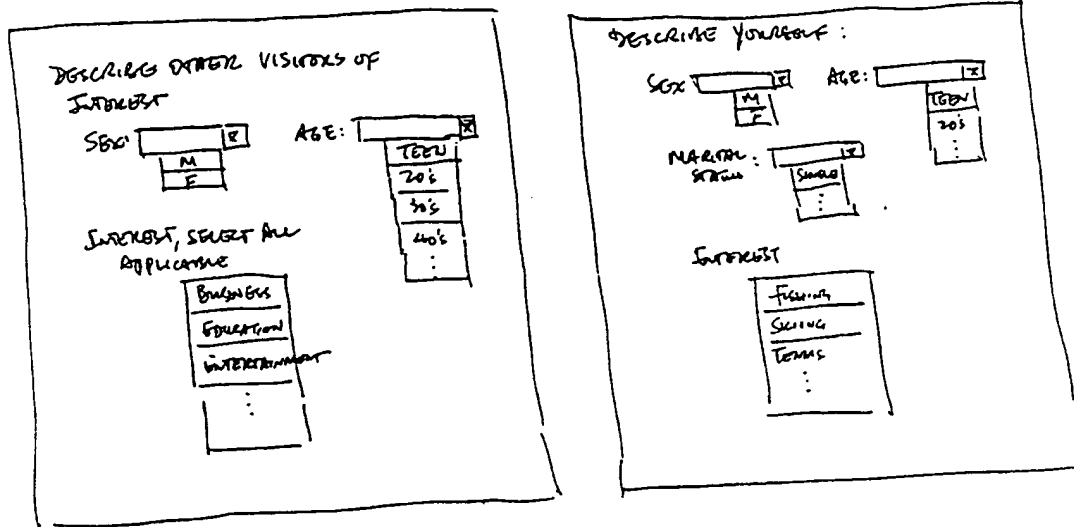 DESCRIBE OTHER VISITORS OF
INTEREST
SEX:
M
F
AGE:
TEEN
20's
30's
40's
INTEREST, SELECT ALL
APPLICABLE
BUSINESS
EDUCATION
ENTERTAINMENT
DESCRIBE YOURSELF :
SEX
M
F
AGE:
TEEN
20's
MARITAL :
STATUS
SINGLE
INTEREST
FISHING
SKIING
TENNIS